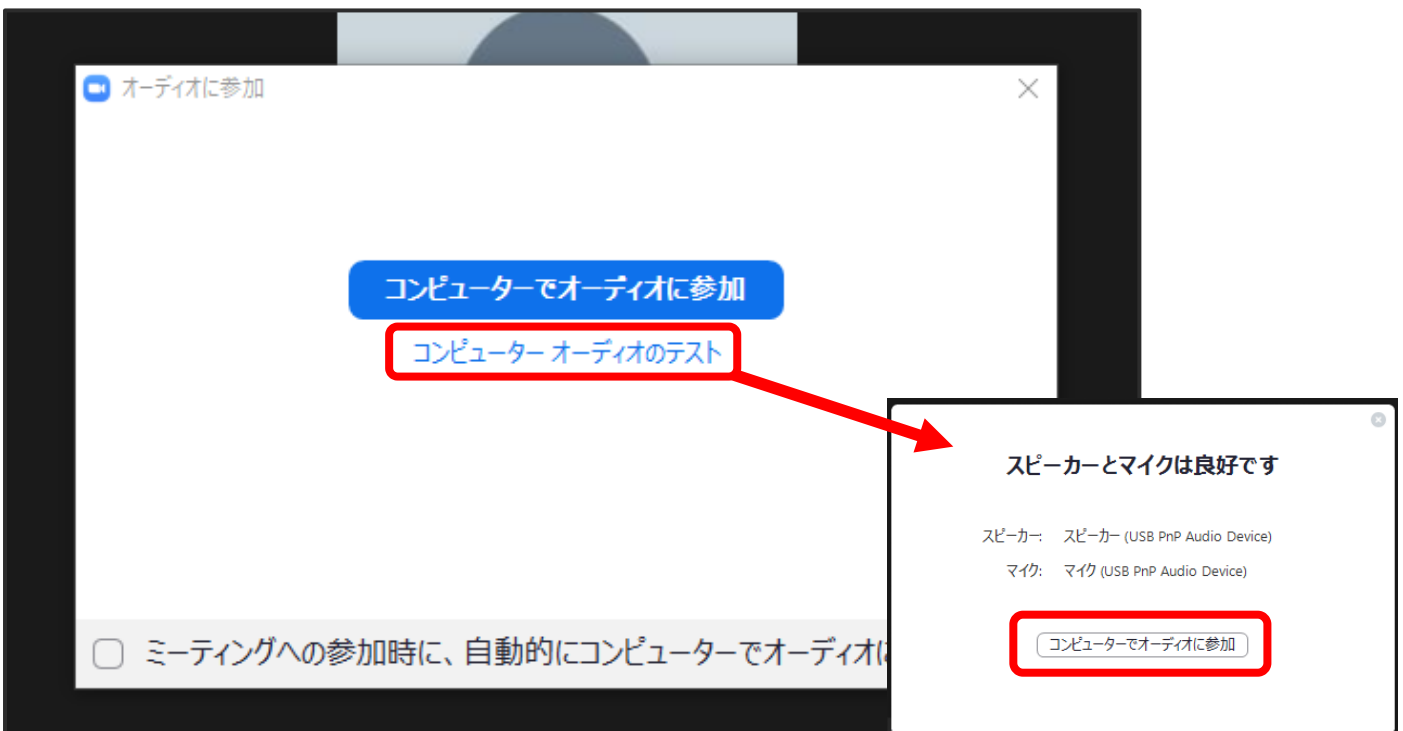 オーディオに参加
コンピューターでオーディオに参加
コンピューター オーディオのテスト
スピーカーとマイクは良好です
スピーカー: スピーカー (USB PnP Audio Device)
マイク: マイク (USB PnP Audio Device)
コンピューターでオーディオに参加
ミーティングへの参加時に、自動的にコンピューターでオーディオに